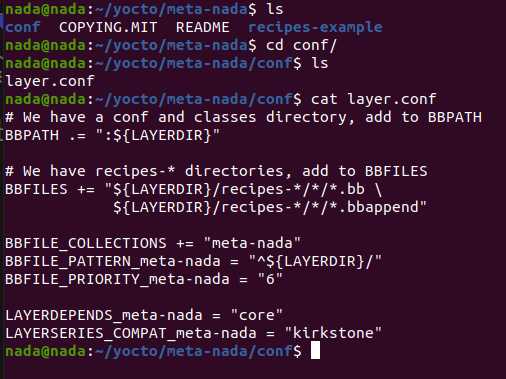 nada@nada:~/yocto/meta-nada$ ls
conf  COPYING.MIT  README  recipes-example
nada@nada:~/yocto/meta-nada$ cd conf/
nada@nada:~/yocto/meta-nada/conf$ ls
layer.conf
nada@nada:~/yocto/meta-nada/conf$ cat layer.conf
# We have a conf and classes directory, add to BBPATH
BBPATH .= ":${LAYERDIR}"

# We have recipes-* directories, add to BBFILES
BBFILES += "${LAYERDIR}/recipes-*/*/*.bb \
            ${LAYERDIR}/recipes-*/*/*.bbappend"

BBFILE_COLLECTIONS += "meta-nada"
BBFILE_PATTERN_meta-nada = "^${LAYERDIR}/"
BBFILE_PRIORITY_meta-nada = "6"

LAYERDEPENDS_meta-nada = "core"
LAYERSERIES_COMPAT_meta-nada = "kirkstone"
nada@nada:~/yocto/meta-nada/conf$